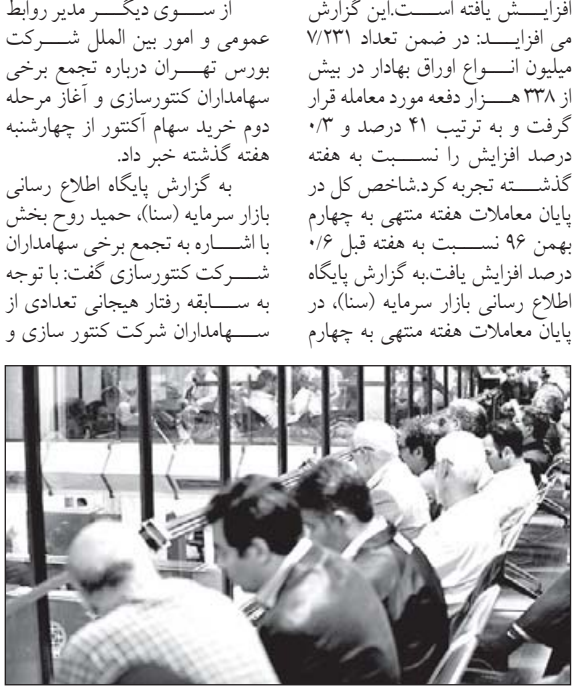 افزایش یافته است.این گزارش
می افزاید: در ضمن تعداد ۷/۲۳۱
میلیون انواع اوراق بهادار در بیش
از ۳۳۸ هزار دفعه مورد معامله قرار
گرفت و به ترتیب ۴۱ درصد و ۰/۳
درصد افزایش را نسبت به هفته
گذشته تجربه کرد.شاخص کل در
پایان معاملات هفته منتهی به چهارم
بهمن ۹۶ نسبت به هفته قبل ۰/۶
درصد افزایش یافت.به گزارش پایگاه
اطلاع رسانی بازار سرمایه (سنا)، در
پایان معاملات هفته منتهی به چهارم
از سوی دیگر مدیر روابط
عمومی و امور بین الملل شرکت
بورس تهران درباره تجمع برخی
سهامداران کنتورسازی و آغاز مرحله
دوم خرید سهام آکنتور از چهارشنبه
هفته گذشته خبر داد.
به گزارش پایگاه اطلاع رسانی
بازار سرمایه (سنا)، حمید روح بخش
با اشاره به تجمع برخی سهامداران
شرکت کنتورسازی گفت: با توجه
به سابقه رفتار هیجانی تعدادی از
سهامداران شرکت کنتور سازی و